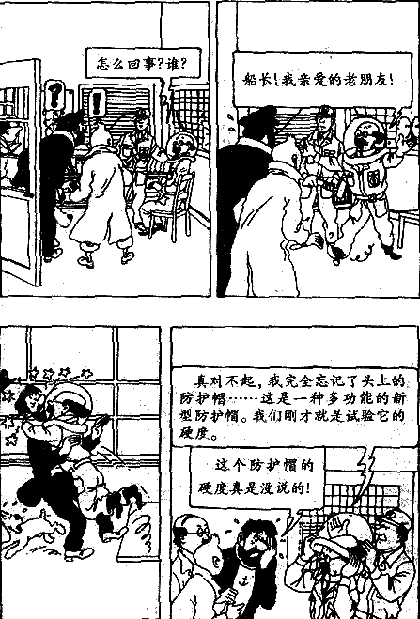 怎么回事?谁?
?
!
船长!我亲爱的老朋友!
真对不起,我完全忘记了头上的
防护帽……这是一种多功能的新
型防护帽。我们刚才就是试验它的
硬度。
这个防护帽的
硬度真是没说的!